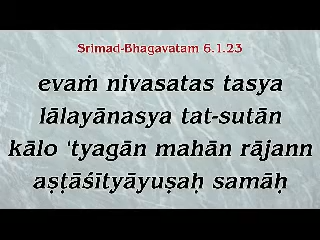 Srimad-Bhagavatam 6.1.23
evaṁ nivasatas tasya
lālayānasya tat-sutān
kālo 'tyagān mahān rājann
aṣṭāśītyāyuṣaḥ samāḥ